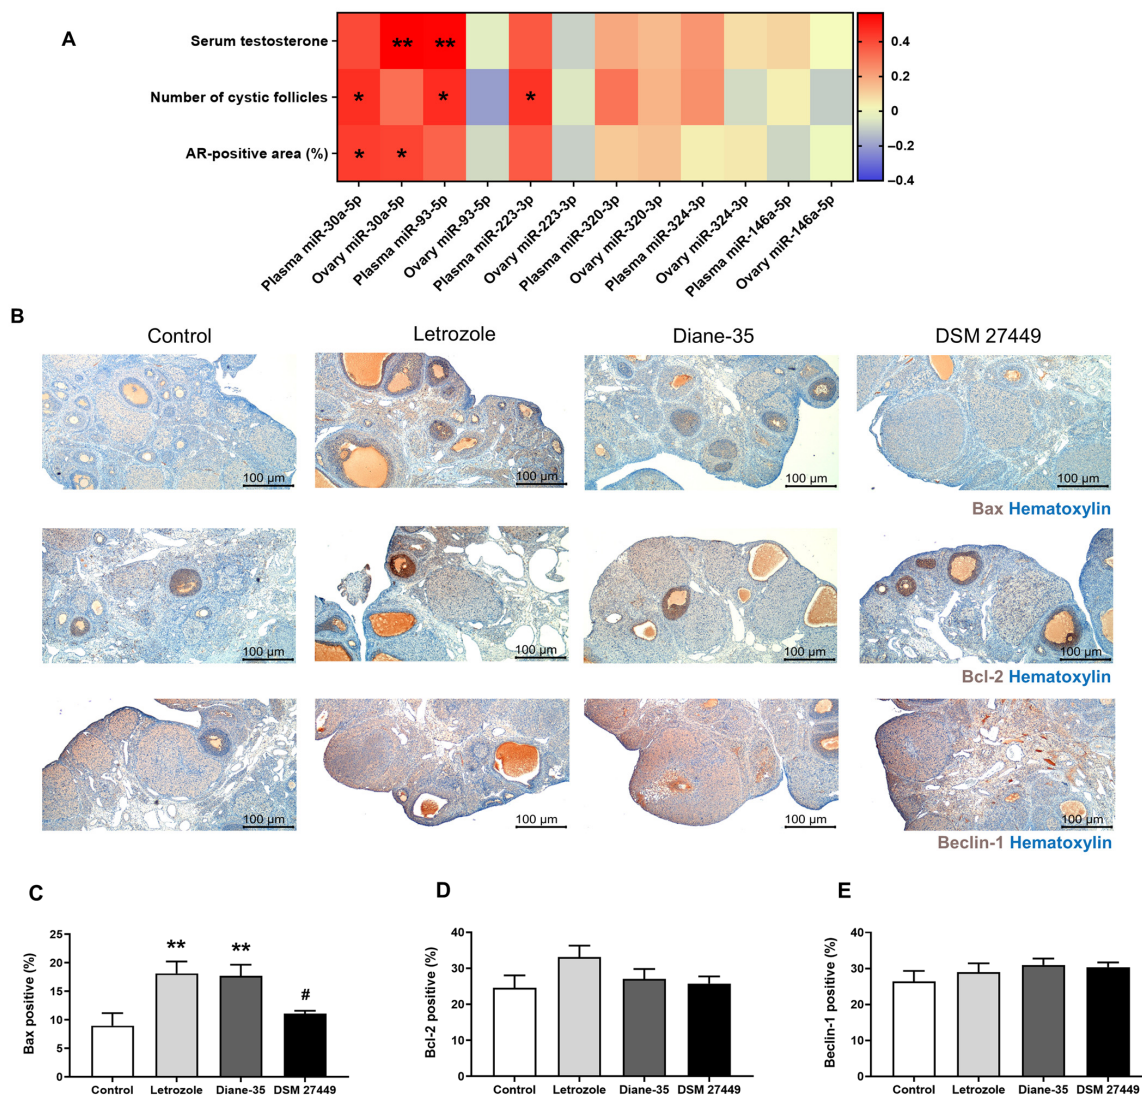 A
Serum testosterone
** **
Number of cystic follicles
* * *
AR-positive area (%)
* *
0.4
0.2
0
−0.2
−0.4
Plasma miR-30a-5p
Ovary miR-30a-5p
Plasma miR-93-5p
Ovary miR-93-5p
Plasma miR-223-3p
Ovary miR-223-3p
Plasma miR-320-3p
Ovary miR-320-3p
Plasma miR-324-3p
Ovary miR-324-3p
Plasma miR-146a-5p
Ovary miR-146a-5p
B
Control Letrozole Diane-35 DSM 27449
100 µm 100 µm 100 µm 100 µm
Bax Hematoxylin
100 µm 100 µm 100 µm 100 µm
Bcl-2 Hematoxylin
100 µm 100 µm 100 µm 100 µm
Beclin-1 Hematoxylin
C
Bax positive (%)
25
20
15
10
5
0
** ** #
Control Letrozole Diane-35 DSM 27449
D
Bcl-2 positive (%)
40
30
20
10
0
Control Letrozole Diane-35 DSM 27449
E
Beclin-1 positive (%)
40
30
20
10
0
Control Letrozole Diane-35 DSM 27449